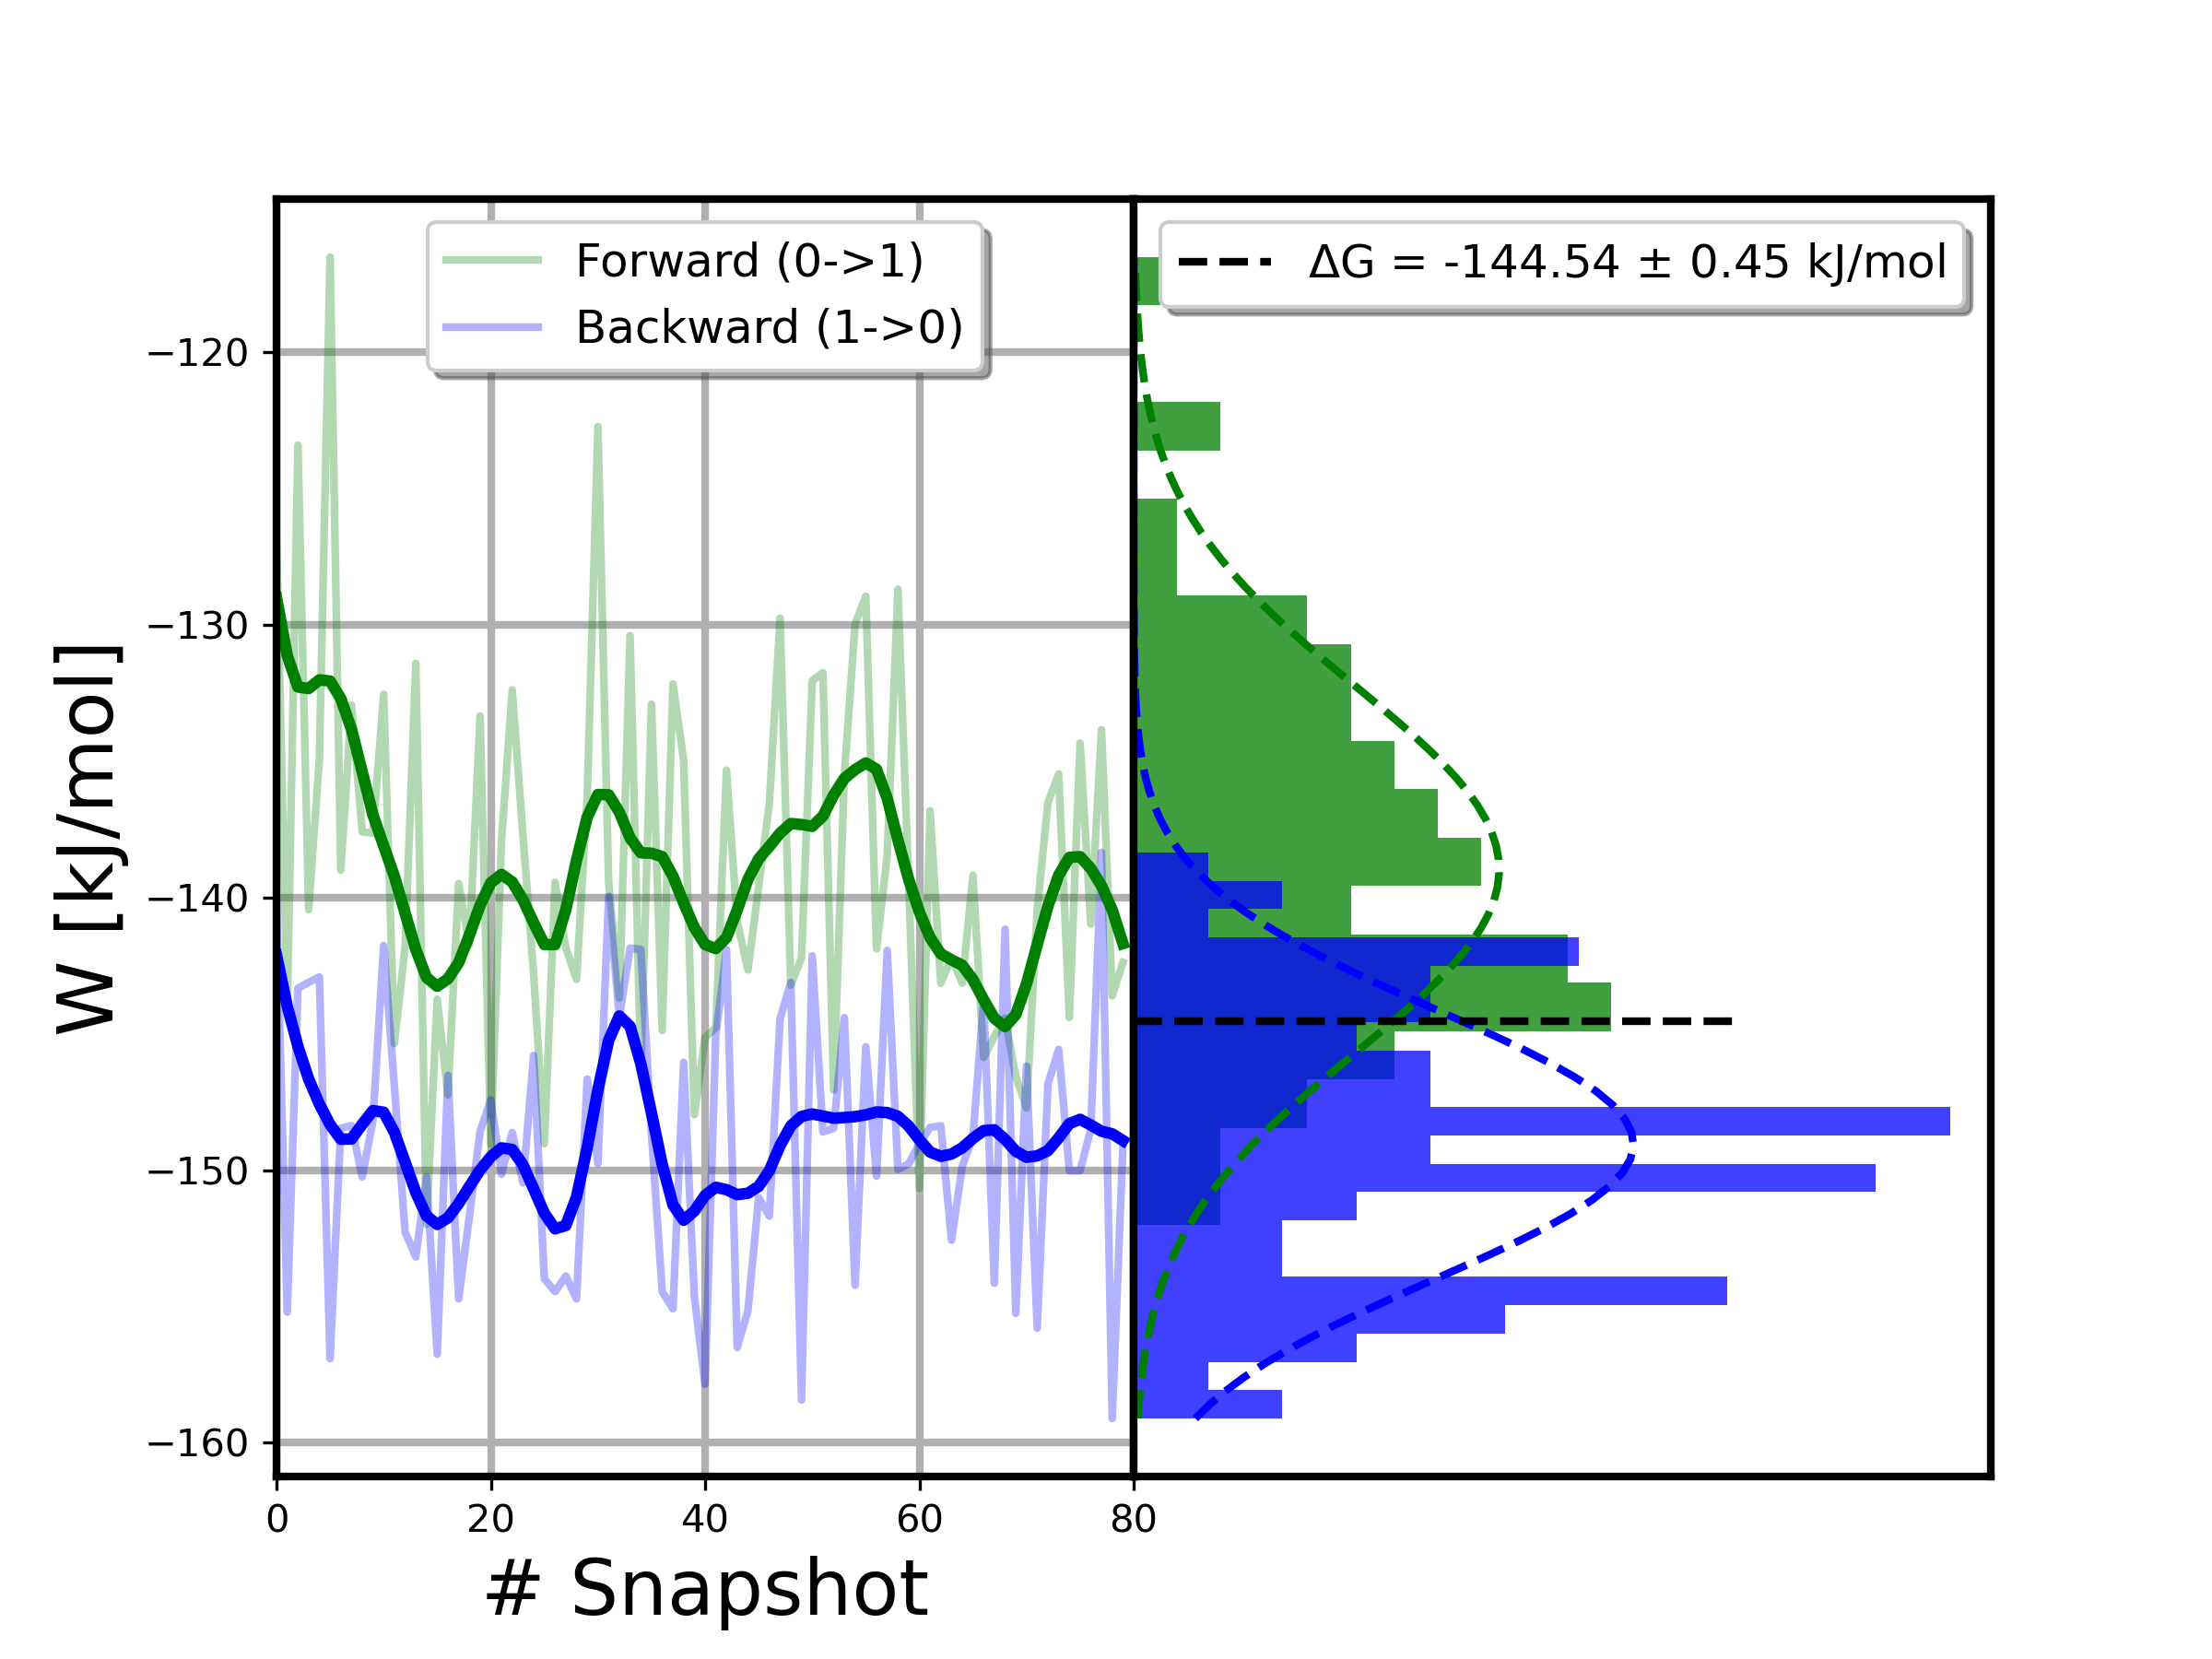 Forward (0->1)
Backward (1->0)
ΔG = -144.54 ± 0.45 kJ/mol
W [kJ/mol]
−120
−130
−140
−150
−160
0
20
40
60
80
# Snapshot